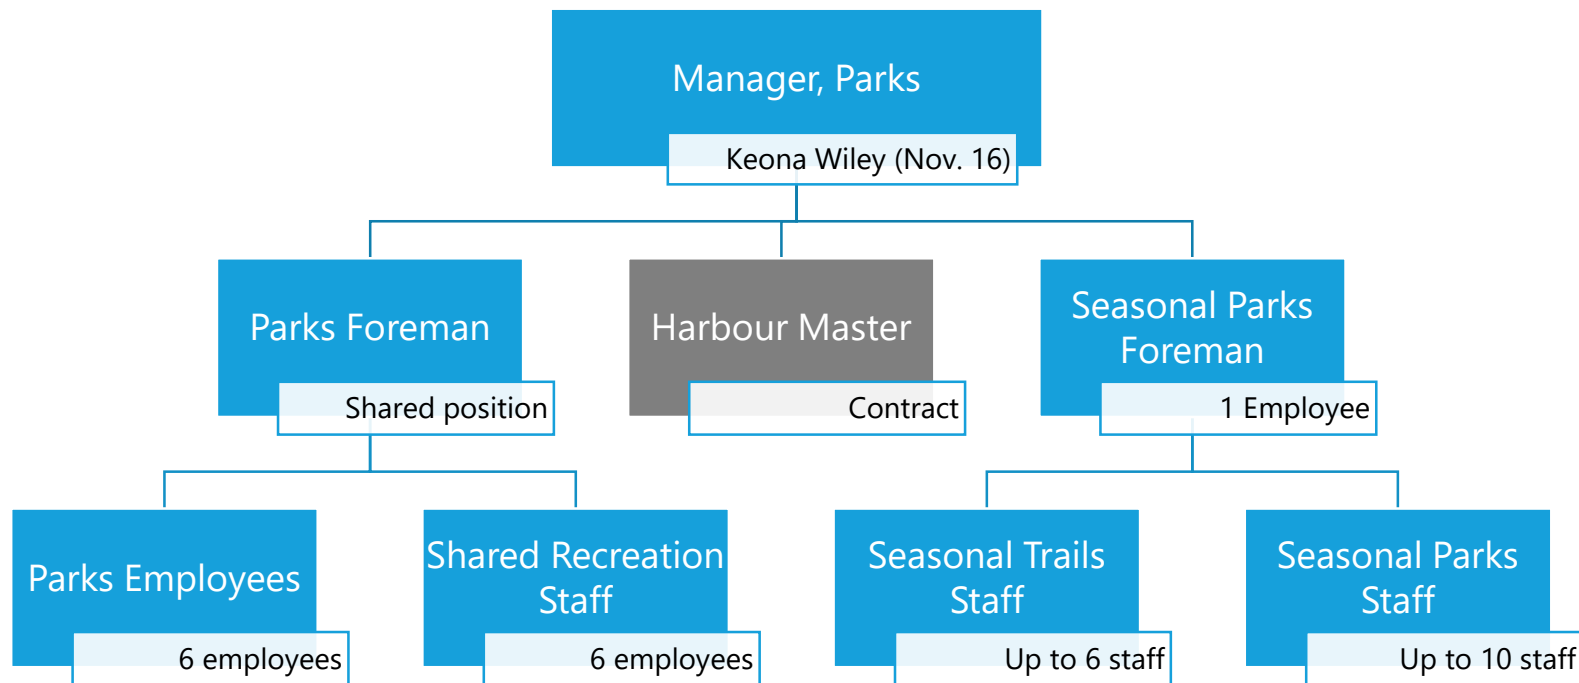 Manager, Parks
Keona Wiley (Nov. 16)
Parks Foreman
Shared position
Harbour Master
Contract
Seasonal Parks
Foreman
1 Employee
Parks Employees
6 employees
Shared Recreation
Staff
6 employees
Seasonal Trails
Staff
Up to 6 staff
Seasonal Parks
Staff
Up to 10 staff